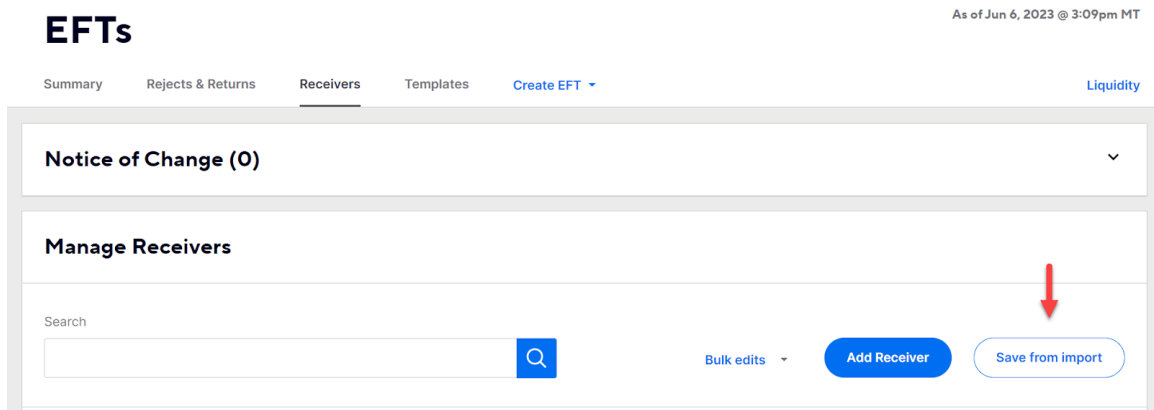 As of Jun 6, 2023 @ 3:09pm MT
EFTs
Summary Rejects & Returns Receivers Templates Create EFT Liquidity
Notice of Change (0)
Manage Receivers
Search
Bulk edits Add Receiver Save from import